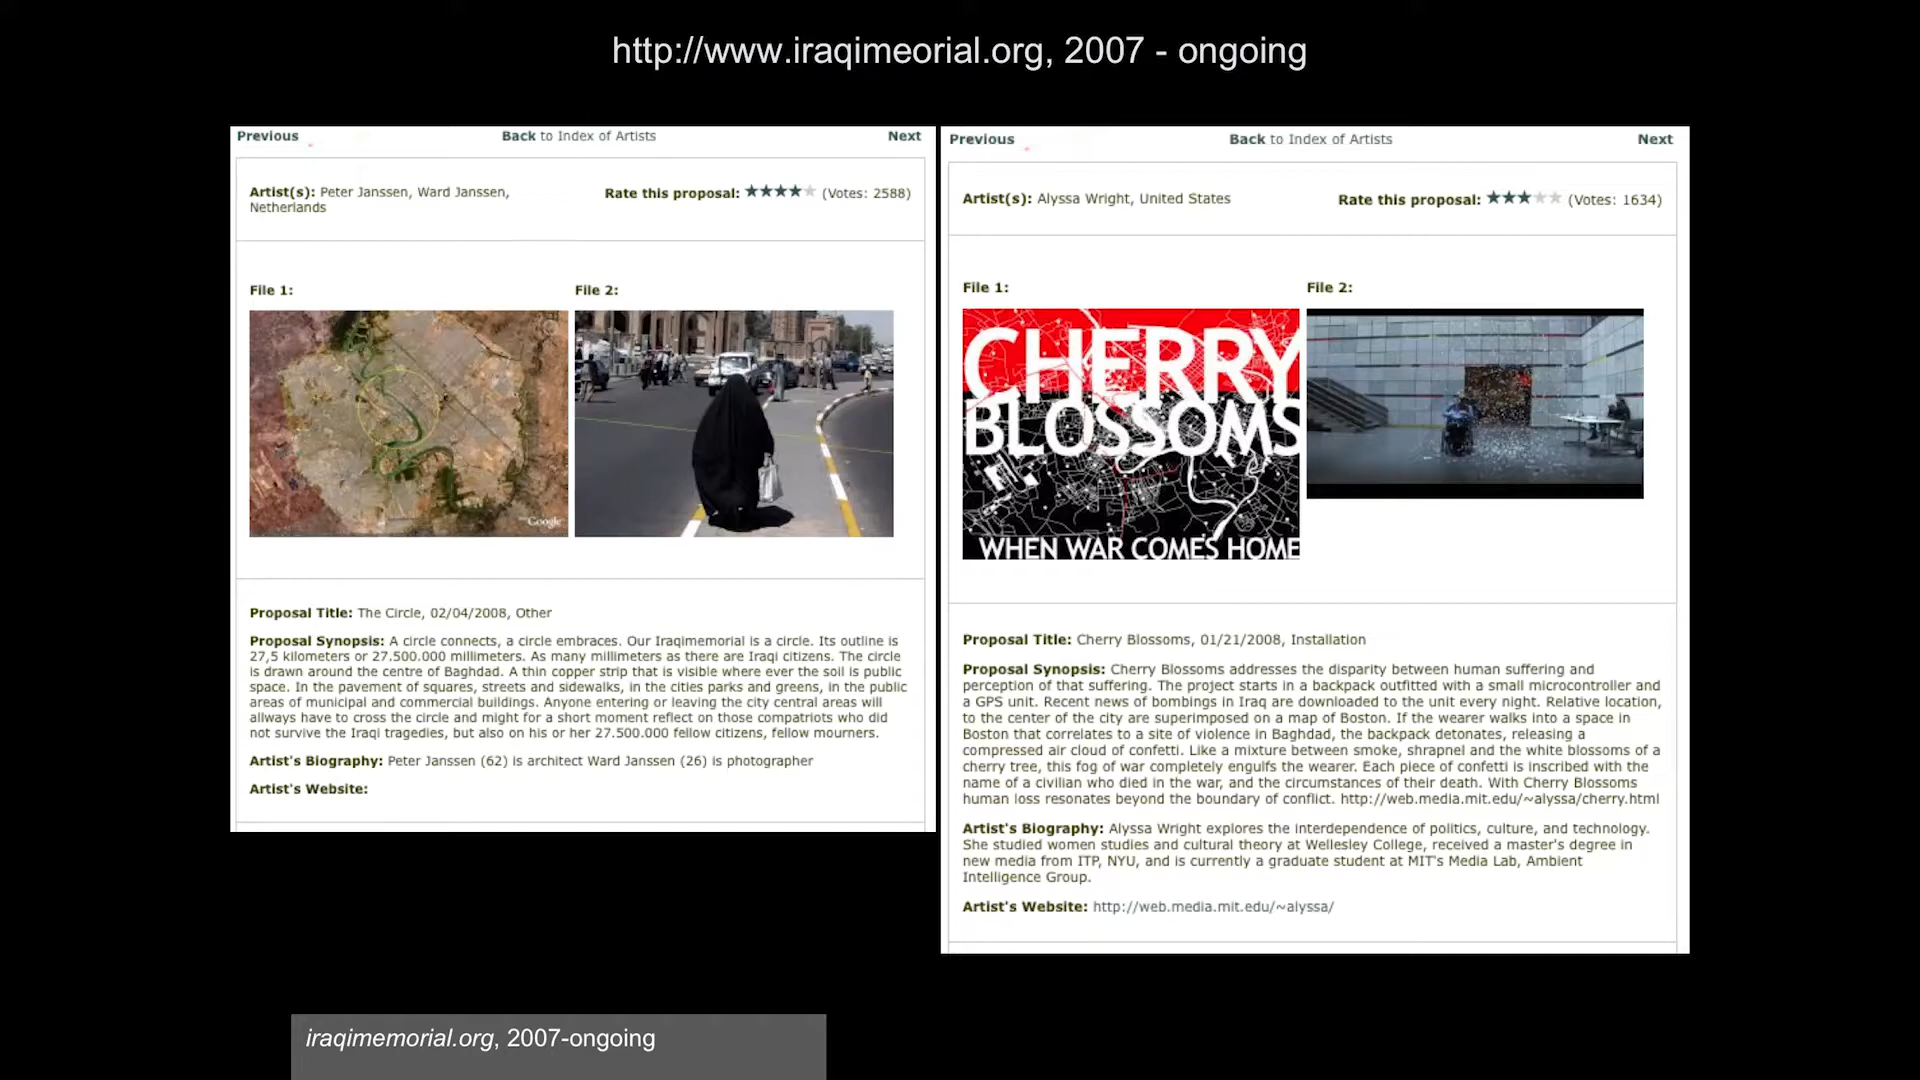 http://www.iraqimeorial.org, 2007 - ongoing
Previous
Back to Index of Artists
Next
Artist(s): Peter Janssen, Ward Janssen,
Netherlands
Rate this proposal: ★★★★★ (Votes: 2588)
File 1:
File 2:
Google
Proposal Title: The Circle, 02/04/2008, Other
Proposal Synopsis: A circle connects, a circle embraces. Our Iraqimemorial is a circle. Its outline is
27,5 kilometers or 27.500.000 millimeters. As many millimeters as there are Iraqi citizens. The circle
is drawn around the centre of Baghdad. A thin copper strip that is visible where ever the soil is public
space. In the pavement of squares, streets and sidewalks, in the cities parks and greens, in the public
areas of municipal and commercial buildings. Anyone entering or leaving the city central areas will
allways have to cross the circle and might for a short moment reflect on those compatriots who did
not survive the Iraqi tragedies, but also on his or her 27.500.000 fellow citizens, fellow mourners.
Artist's Biography: Peter Janssen (62) is architect Ward Janssen (26) is photographer
Artist's Website:
Previous
Back to Index of Artists
Next
Artist(s): Alyssa Wright, United States
Rate this proposal: ★★★★★ (Votes: 1634)
File 1:
File 2:
CHERRY
BLOSSOMS
WHEN WAR COMES HOME
Proposal Title: Cherry Blossoms, 01/21/2008, Installation
Proposal Synopsis: Cherry Blossoms addresses the disparity between human suffering and
perception of that suffering. The project starts in a backpack outfitted with a small microcontroller and
a GPS unit. Recent news of bombings in Iraq are downloaded to the unit every night. Relative location,
to the center of the city are superimposed on a map of Boston. If the wearer walks into a space in
Boston that correlates to a site of violence in Baghdad, the backpack detonates, releasing a
compressed air cloud of confetti. Like a mixture between smoke, shrapnel and the white blossoms of a
cherry tree, this fog of war completely engulfs the wearer. Each piece of confetti is inscribed with the
name of a civilian who died in the war, and the circumstances of their death. With Cherry Blossoms
human loss resonates beyond the boundary of conflict. http://web.media.mit.edu/~alyssa/cherry.html
Artist's Biography: Alyssa Wright explores the interdependence of politics, culture, and technology.
She studied women studies and cultural theory at Wellesley College, received a master's degree in
new media from ITP, NYU, and is currently a graduate student at MIT's Media Lab, Ambient
Intelligence Group.
Artist's Website: http://web.media.mit.edu/~alyssa/
iraqimemorial.org, 2007-ongoing